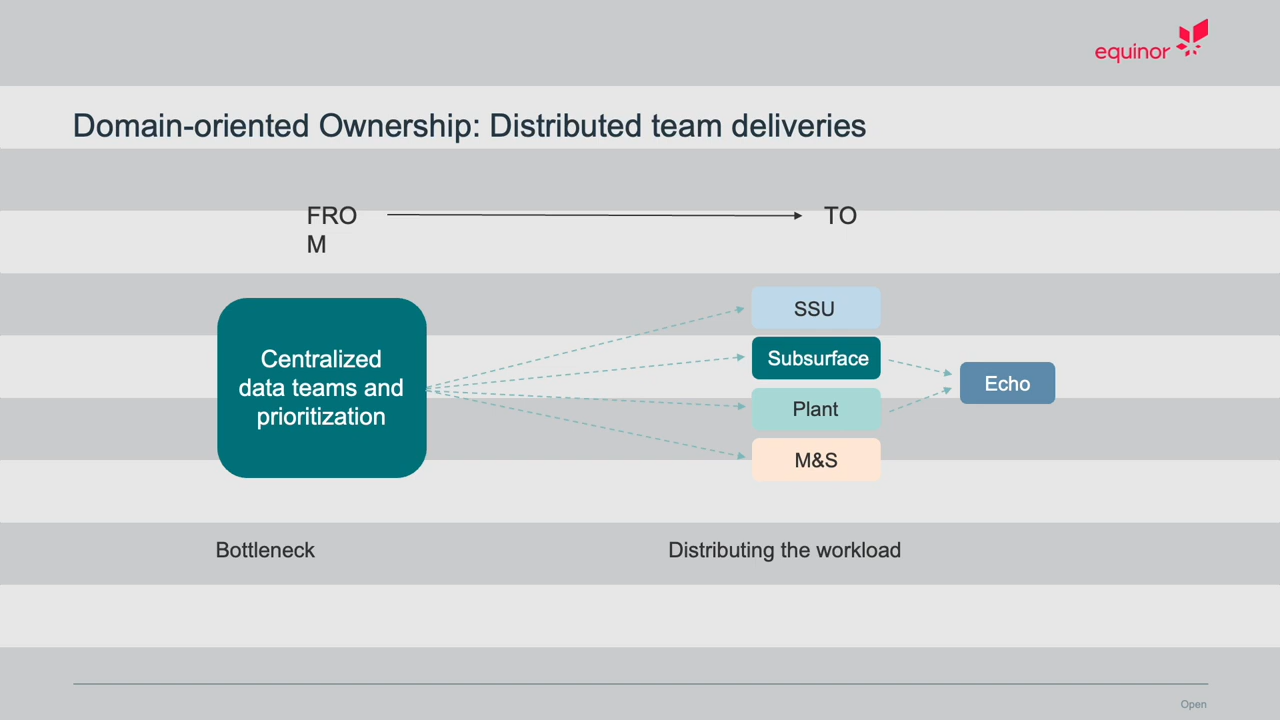 equinor
Domain-oriented Ownership: Distributed team deliveries
FRO
M
TO
Centralized
data teams and
prioritization
SSU
Subsurface
Plant
M&S
Echo
Bottleneck
Distributing the workload
Open